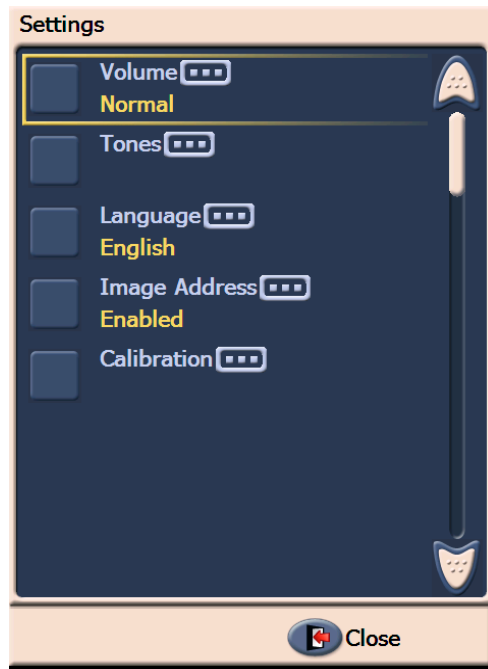 Settings
Volume
Normal
Tones
Language
English
Image Address
Enabled
Calibration
Close